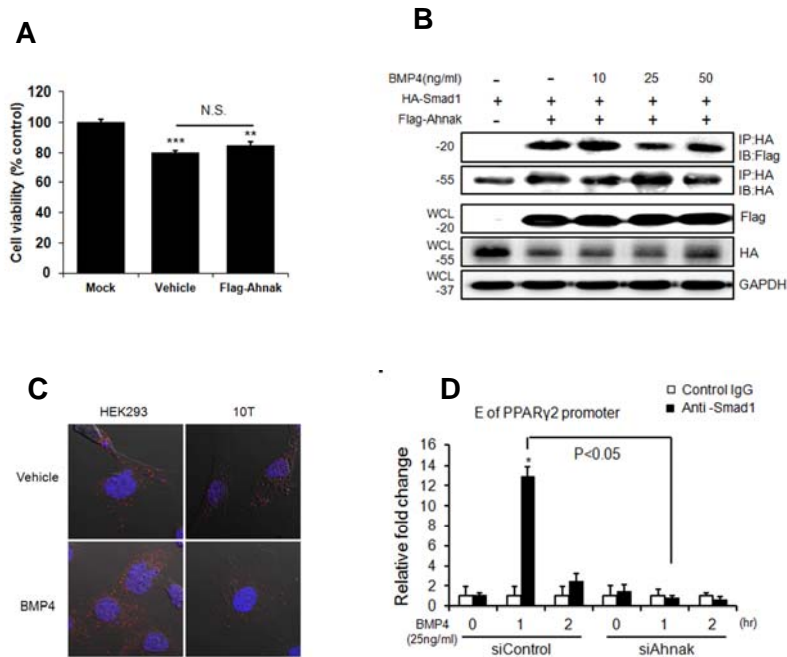 A
Cell viability (% control)
120
100
80
60
40
20
0
N.S.
***
**
Mock Vehicle Flag-Ahnak
B
BMP4(ng/ml) - - 10 25 50
HA-Smad1 + + + + +
Flag-Ahnak - + + + +
-20 IP:HA
IB:Flag
-55 IP:HA
IB:HA
WCL
-20 Flag
WCL
-55 HA
WCL
-37 GAPDH
C
HEK293 10T
Vehicle
BMP4
D
Control IgG
Anti -Smad1
E of PPARγ2 promoter
Relative fold change
16
14
12
10
8
6
4
2
0
*
P<0.05
BMP4 0 1 2 0 1 2 (hr)
(25ng/ml) siControl siAhnak